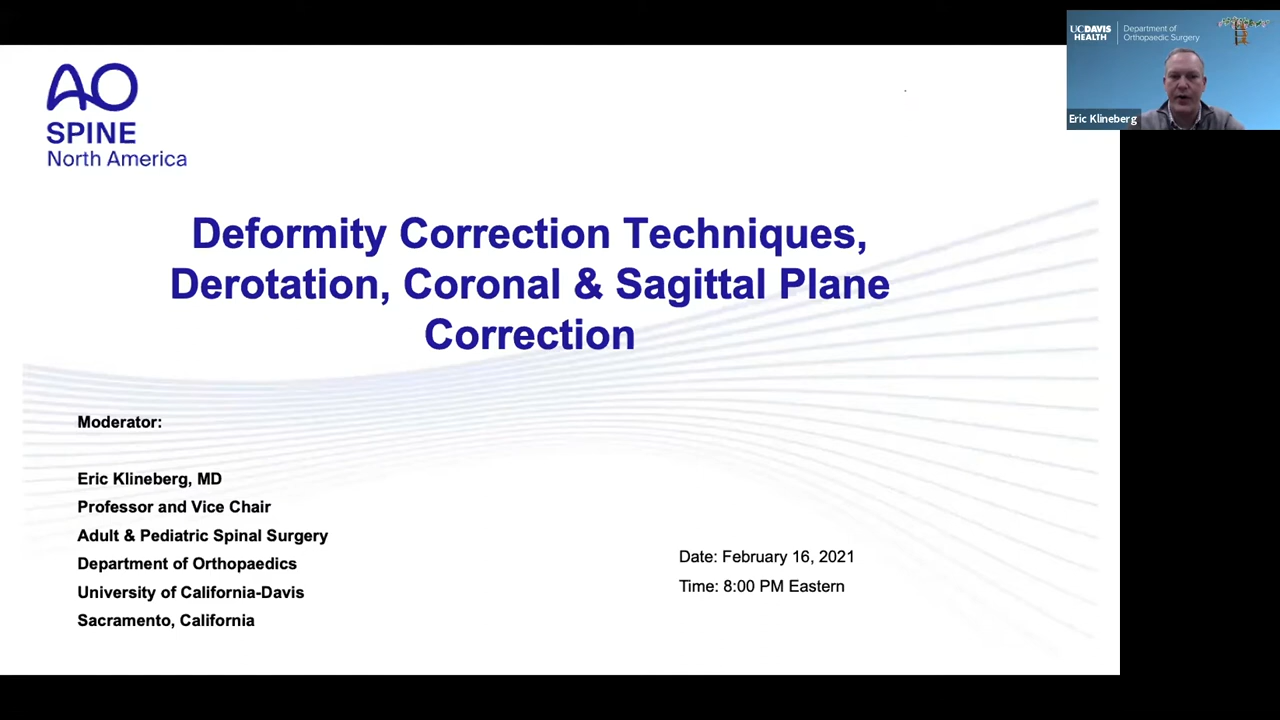 AO
SPINE
North America
Deformity Correction Techniques,
Derotation, Coronal & Sagittal Plane
Correction
Moderator:
Eric Klineberg, MD
Professor and Vice Chair
Adult & Pediatric Spinal Surgery
Department of Orthopaedics
University of California-Davis
Sacramento, California
Date: February 16, 2021
Time: 8:00 PM Eastern
UCDAVIS
HEALTH
Department of
Orthopaedic Surgery
Eric Klineberg